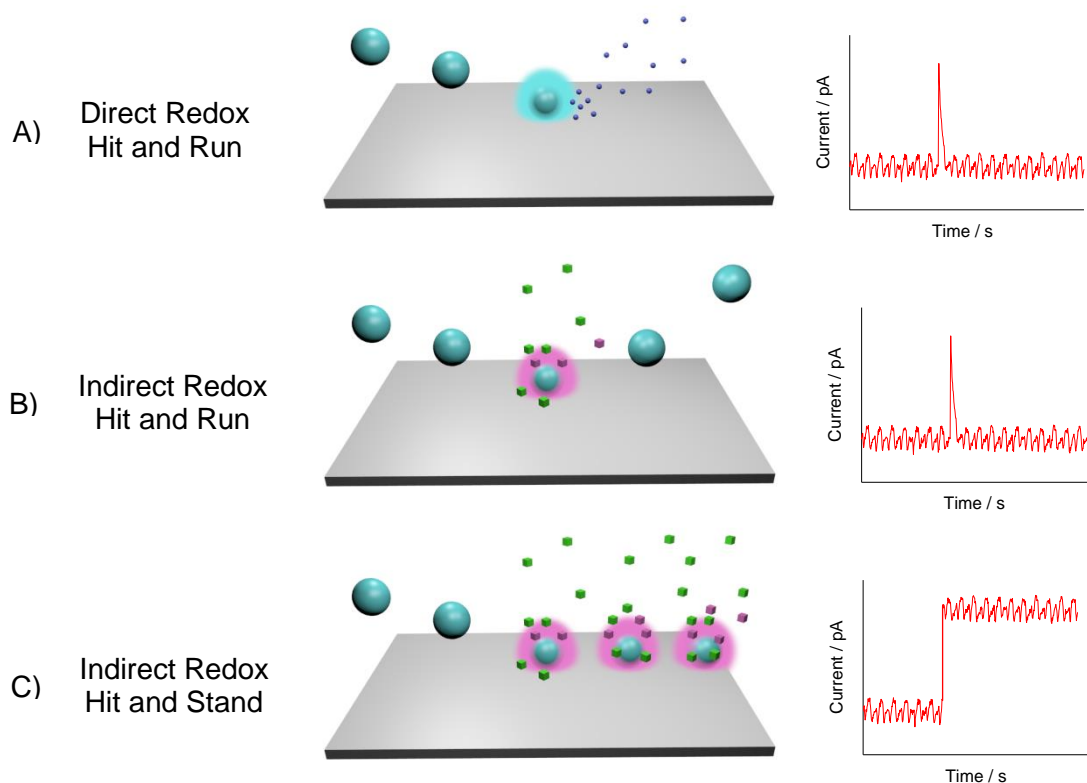 A)
Direct Redox
Hit and Run
Current / pA
Time / s
B)
Indirect Redox
Hit and Run
Current / pA
Time / s
C)
Indirect Redox
Hit and Stand
Current / pA
Time / s